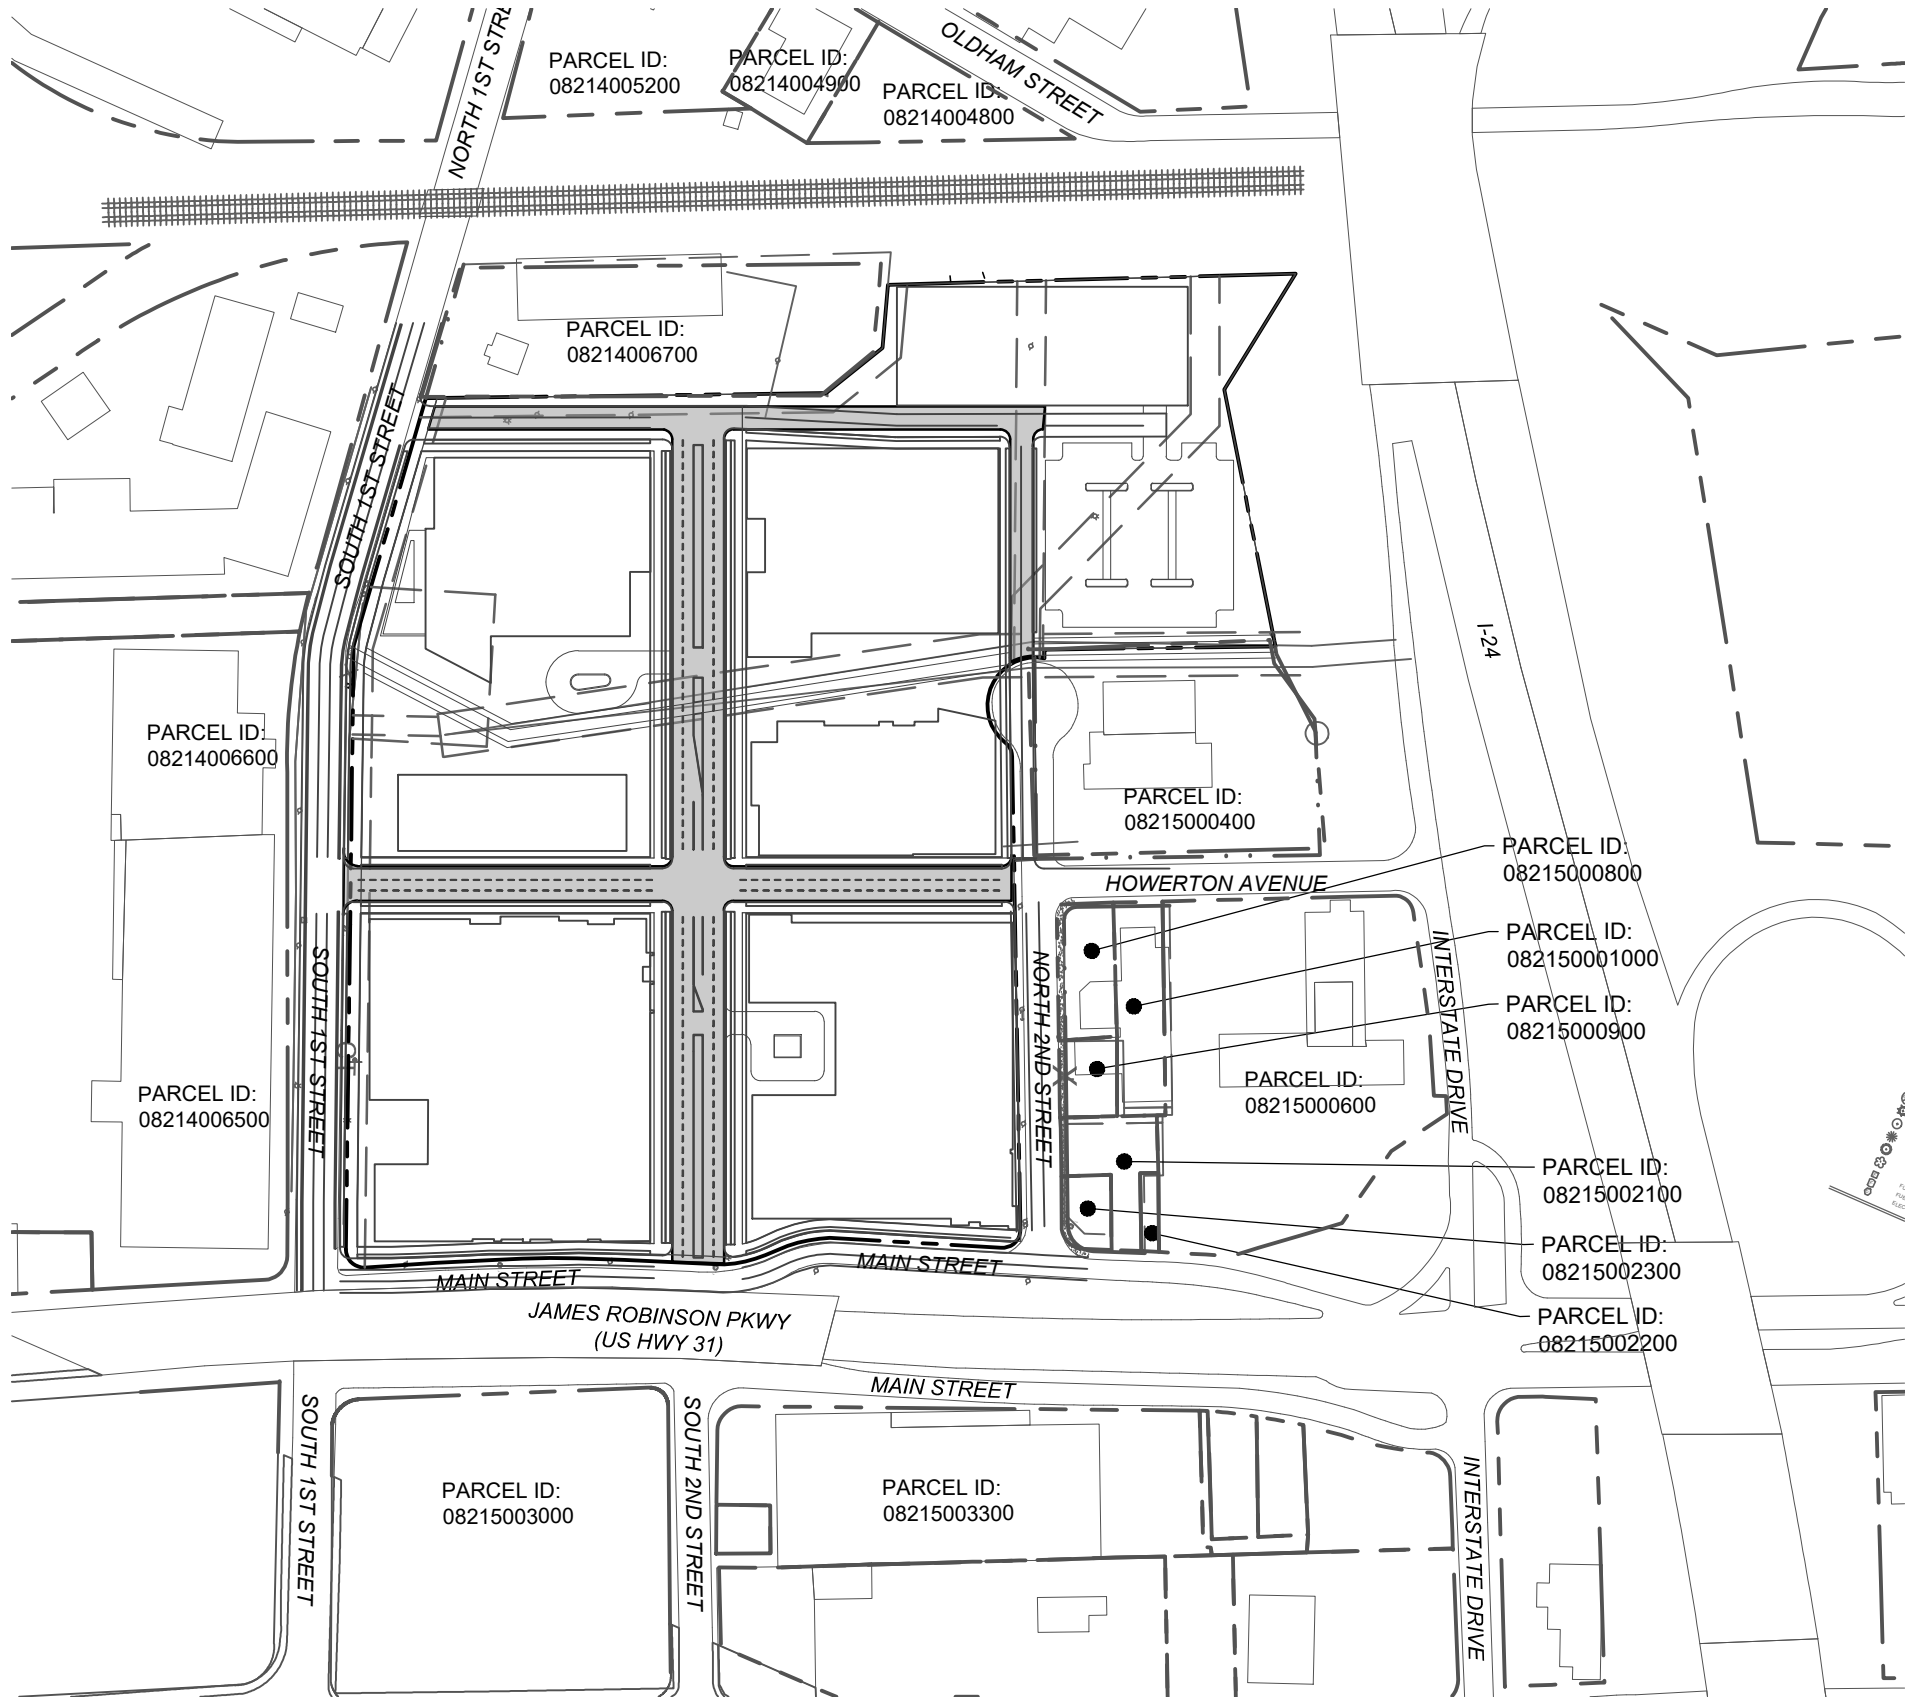 NORTH 1ST STRE
PARCEL ID:
08214005200
PARCEL ID:
08214004900
PARCEL ID:
08214004800
OLDHAM STREET
PARCEL ID:
08214006700
SOUTH 1ST STREET
I-24
PARCEL ID:
08214006600
PARCEL ID:
08215000400
HOWERTON AVENUE
PARCEL ID:
08215000800
PARCEL ID:
082150001000
PARCEL ID:
08215000900
SOUTH 1ST STREET
NORTH 2ND STREET
INTERSTATE DRIVE
PARCEL ID:
08214006500
PARCEL ID:
08215000600
PARCEL ID:
08215002100
PARCEL ID:
08215002300
PARCEL ID:
08215002200
MAIN STREET
MAIN STREET
JAMES ROBINSON PKWY
(US HWY 31)
MAIN STREET
SOUTH 1ST STREET
SOUTH 2ND STREET
INTERSTATE DRIVE
PARCEL ID:
08215003000
PARCEL ID:
08215003300